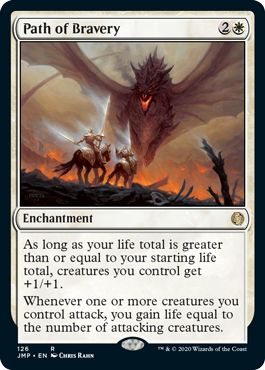 Path of Bravery 2
Enchantment
As long as your life total is greater
than or equal to your starting life
total, creatures you control get
+1/+1.
Whenever one or more creatures you
control attack, you gain life equal to
the number of attacking creatures.
126 R
JMP • EN Chris Rahn
™ & © 2020 Wizards of the Coast